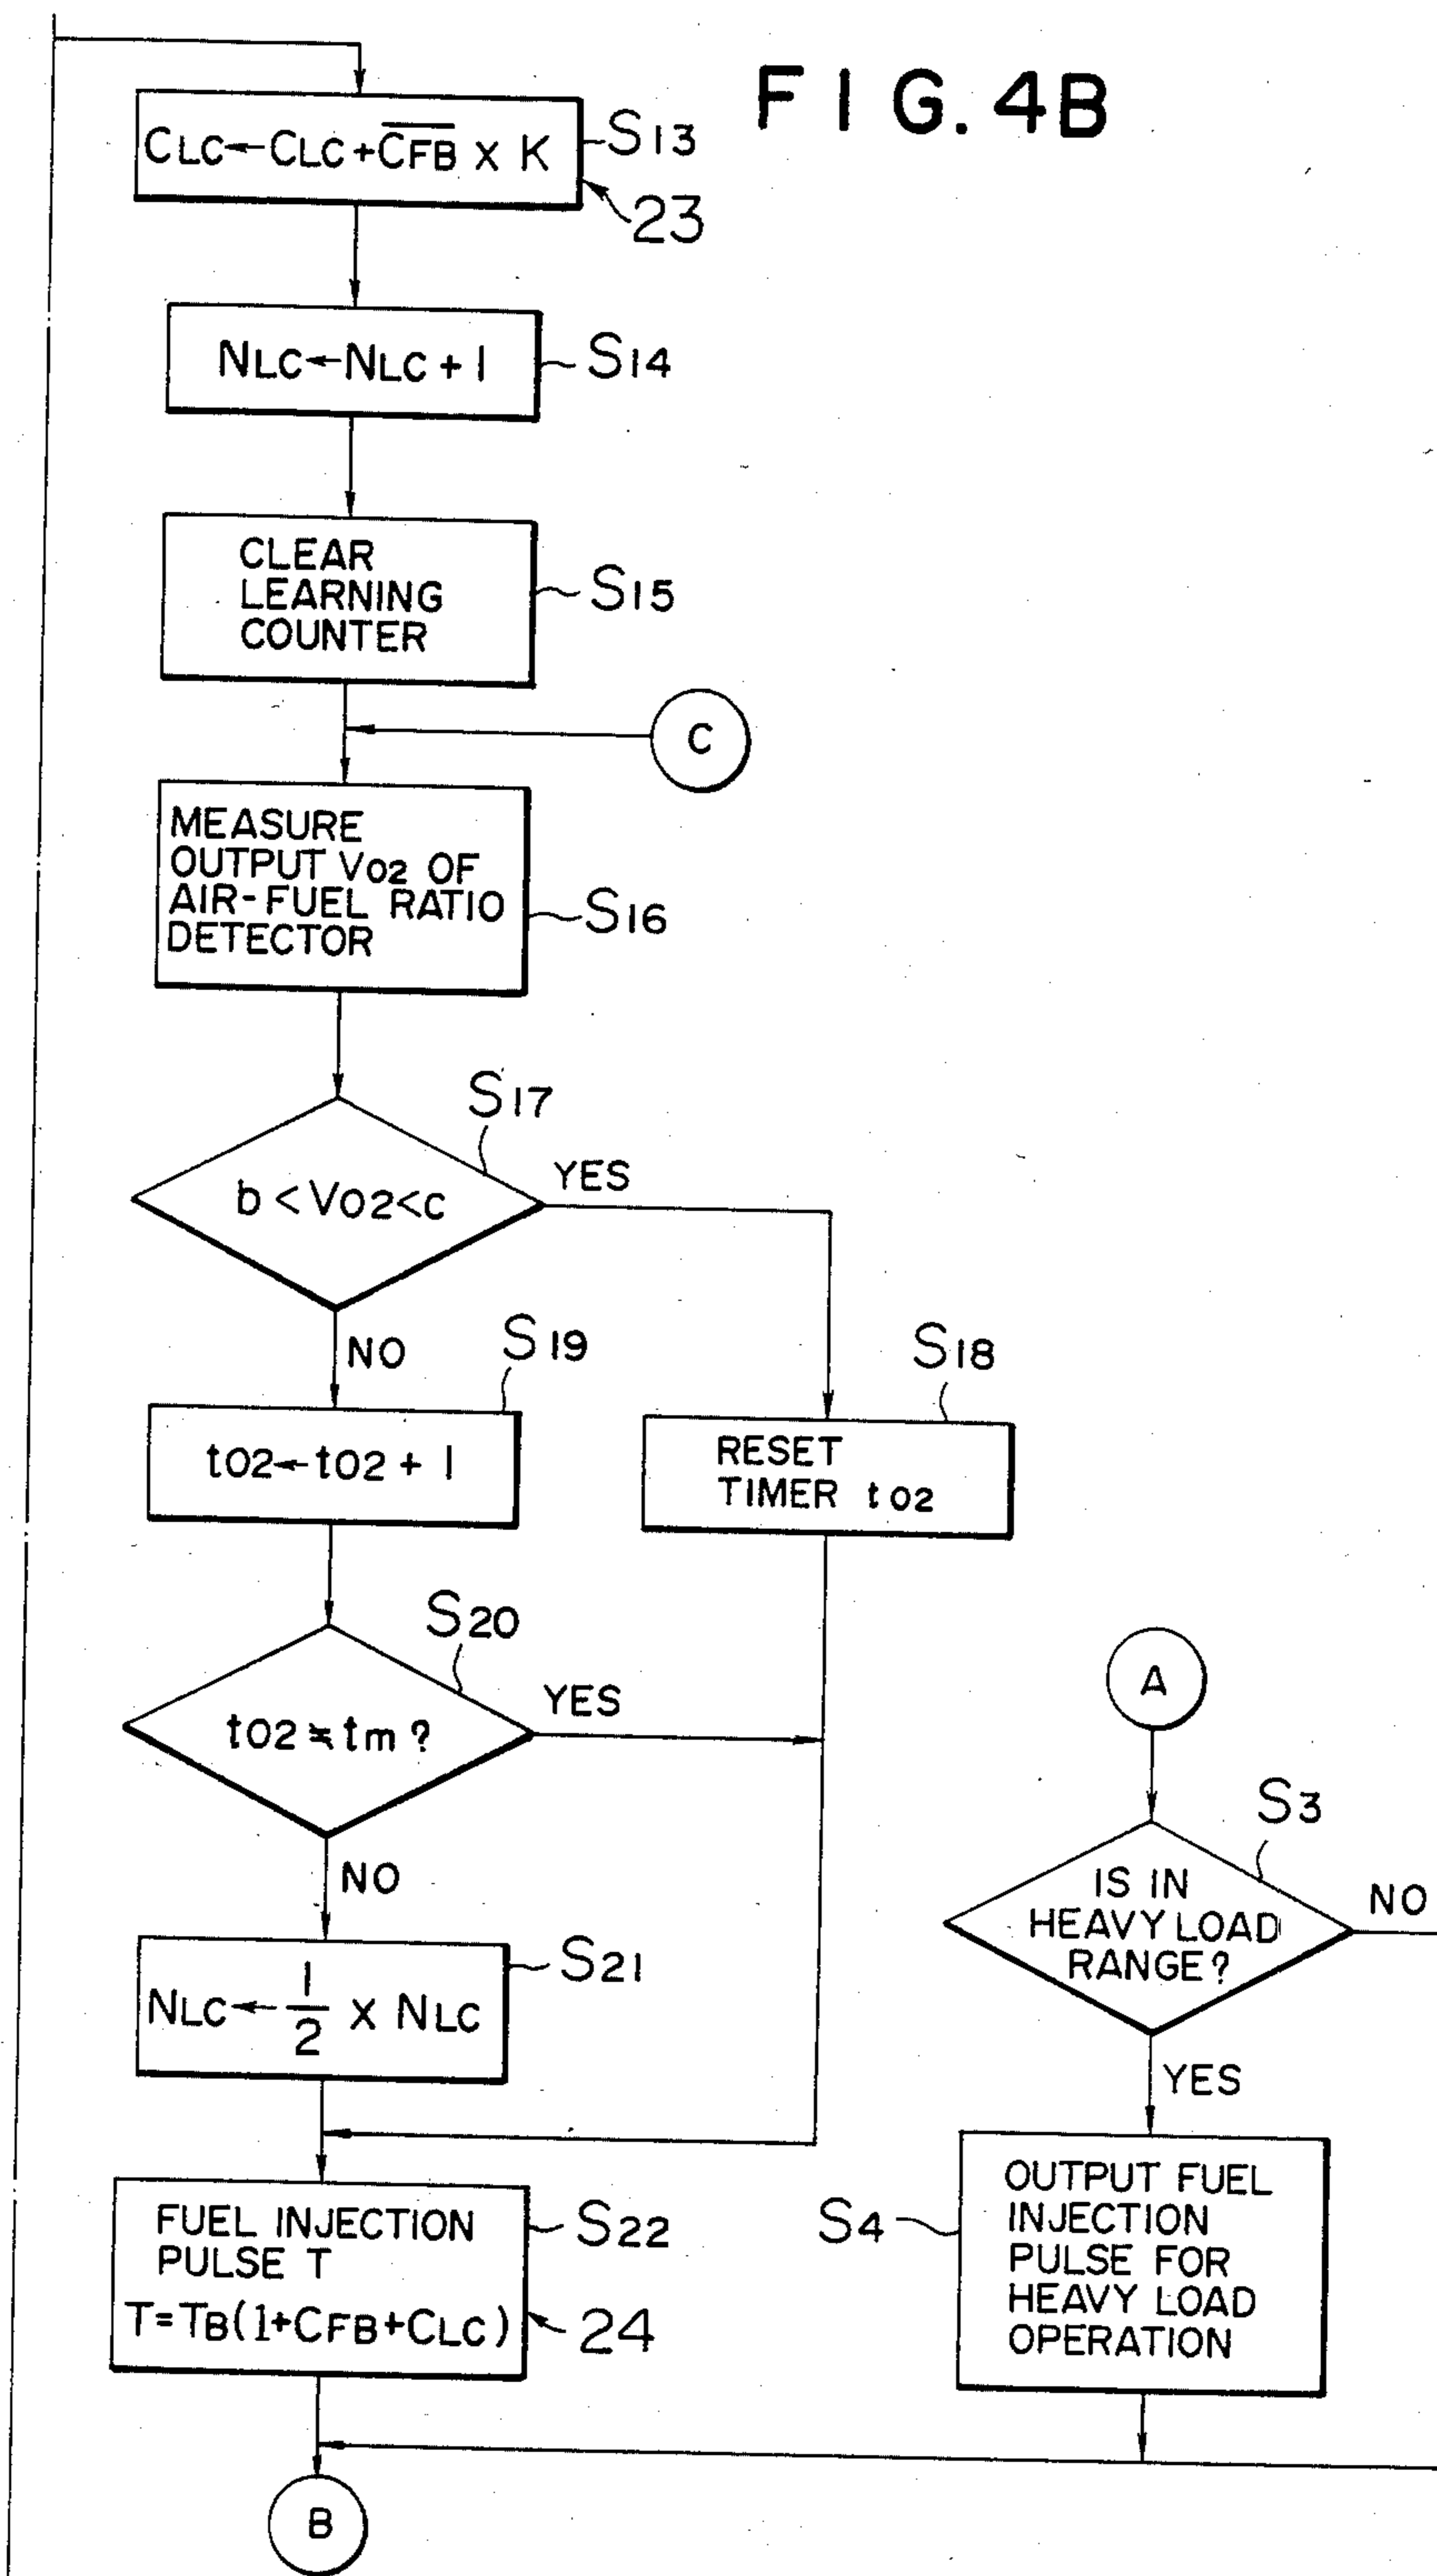 FIG. 4B
CLC←CLC+C̅F̅B̅ x K
S13
23
NLC←NLC+1
S14
CLEAR
LEARNING
COUNTER
S15
C
MEASURE
OUTPUT VO2 OF
AIR-FUEL RATIO
DETECTOR
S16
S17
b<VO2<c
YES
NO
S19
S18
tO2←tO2+1
RESET
TIMER tO2
S20
tO2≒tm?
YES
NO
A
S3
IS IN
HEAVY LOAD
RANGE?
NO
YES
NLC←1/2 x NLC
S21
FUEL INJECTION
PULSE T
T=TB(1+CFB+CLC)
S22
24
S4
OUTPUT FUEL
INJECTION
PULSE FOR
HEAVY LOAD
OPERATION
B